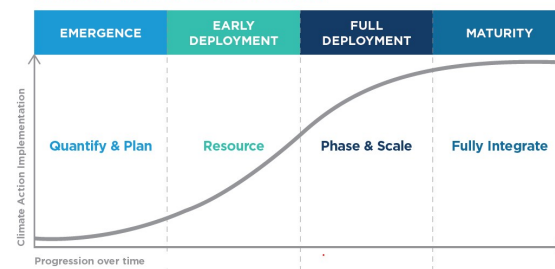 EMERGENCE
EARLY
DEPLOYMENT
FULL
DEPLOYMENT
MATURITY
Climate Action Implementation
Quantify & Plan
Resource
Phase & Scale
Fully Integrate
Progression over time